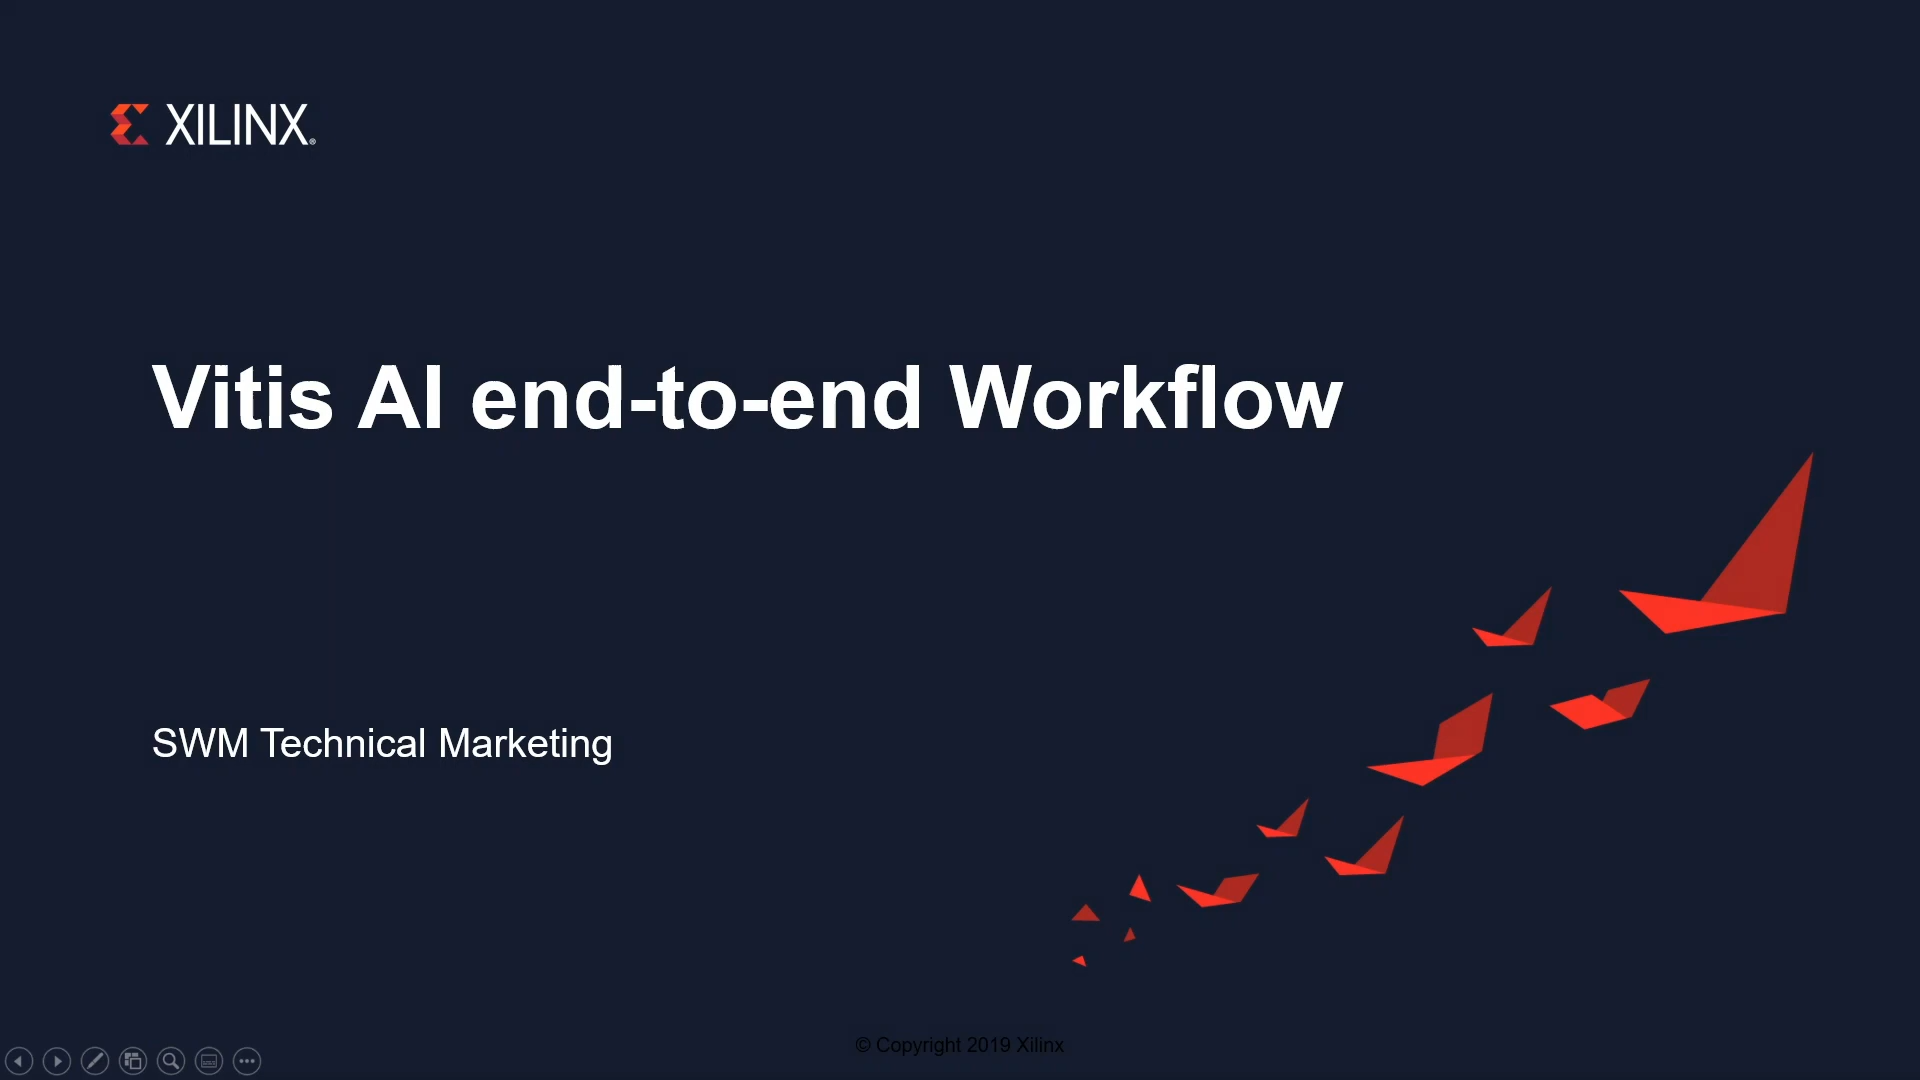 XILINX®
Vitis AI end-to-end Workflow
SWM Technical Marketing
© Copyright 2019 Xilinx